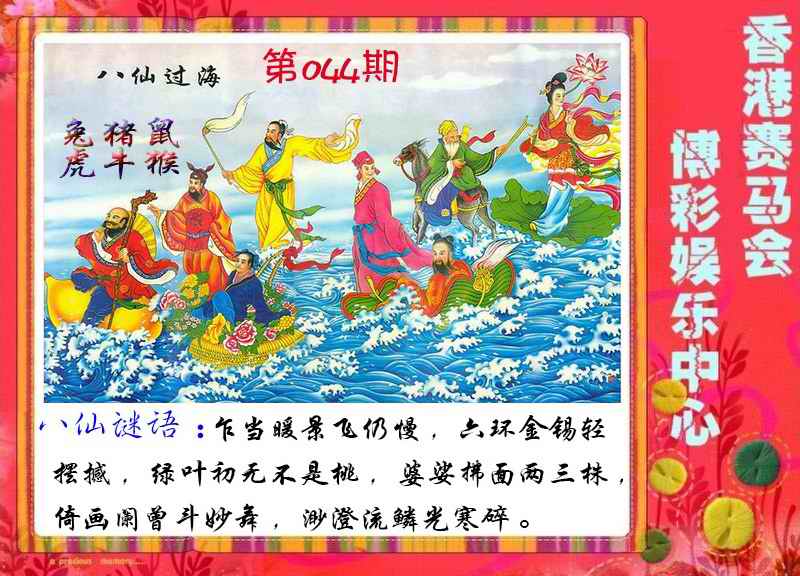 八仙过海
第044期
兔猪鼠
虎牛猴
八仙谜语：乍当暖景飞仍慢，六环金锡轻
摆撼，绿叶初无不是桃，婆娑拂面两三株，
倚画阑曾斗妙舞，渺澄流鳞光寒碎。
香港赛马会
博彩娱乐中心
a precious memory....